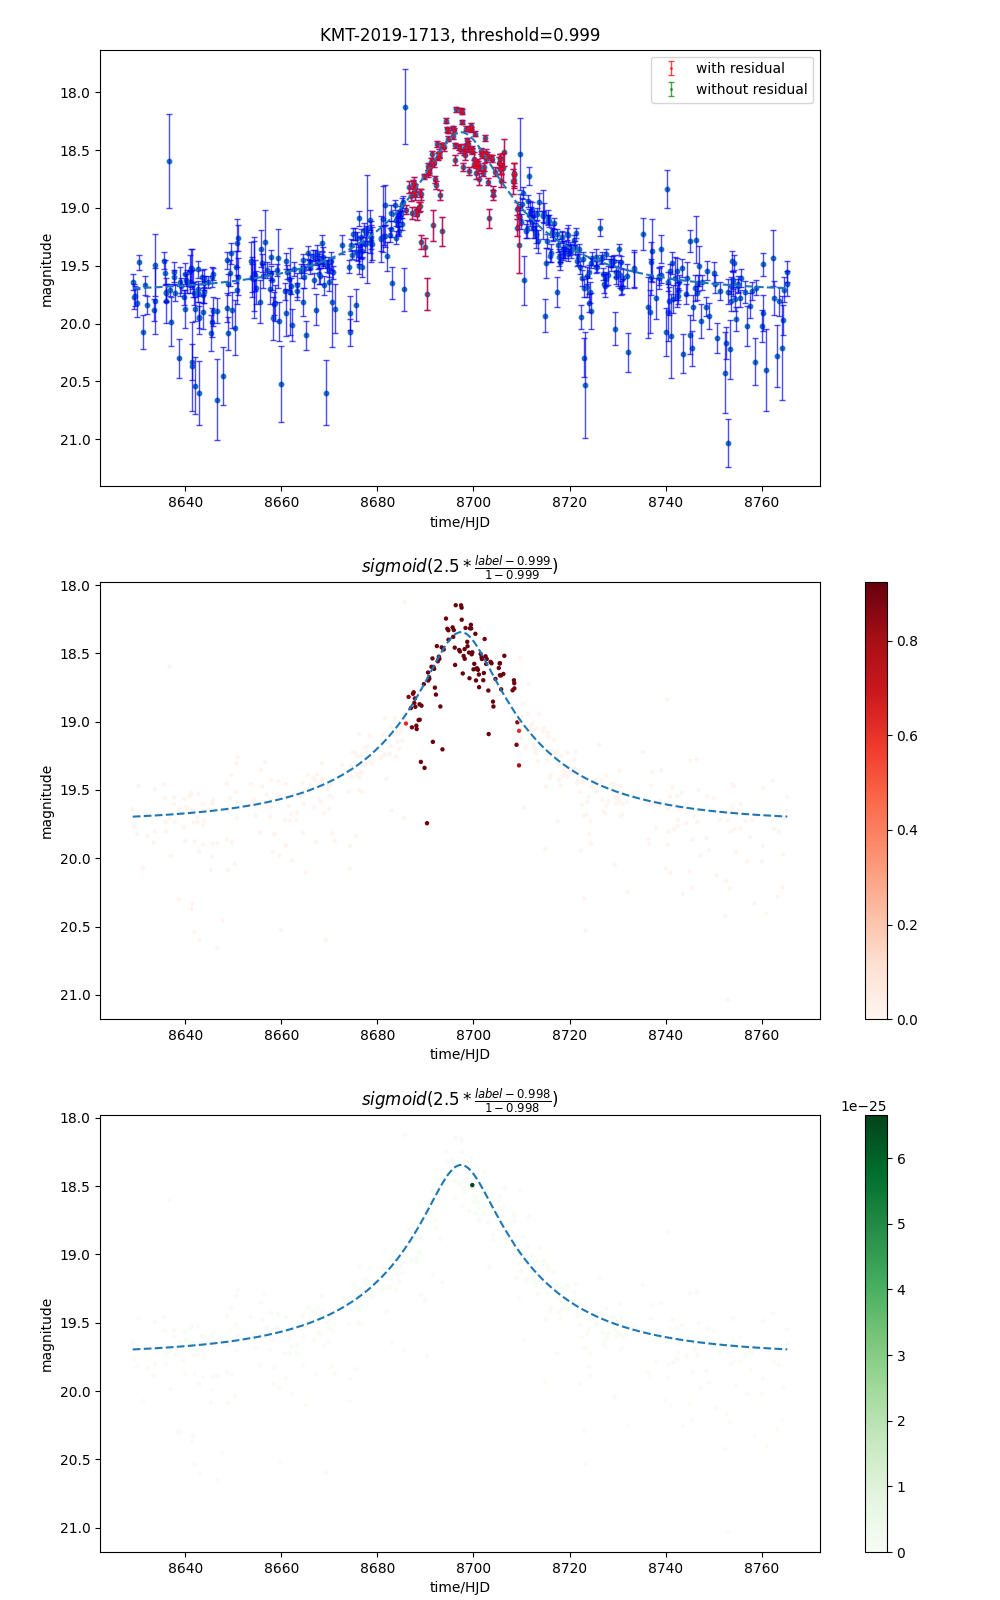 KMT-2019-1713, threshold=0.999
with residual
without residual
magnitude
18.0
18.5
19.0
19.5
20.0
20.5
21.0
8640 8660 8680 8700 8720 8740 8760
time/HJD
sigmoid(2.5 * \frac{label − 0.999}{1 − 0.999})
magnitude
18.0
18.5
19.0
19.5
20.0
20.5
21.0
8640 8660 8680 8700 8720 8740 8760
time/HJD
0.8
0.6
0.4
0.2
0.0
sigmoid(2.5 * \frac{label − 0.998}{1 − 0.998})
magnitude
18.0
18.5
19.0
19.5
20.0
20.5
21.0
8640 8660 8680 8700 8720 8740 8760
time/HJD
1e−25
6
5
4
3
2
1
0